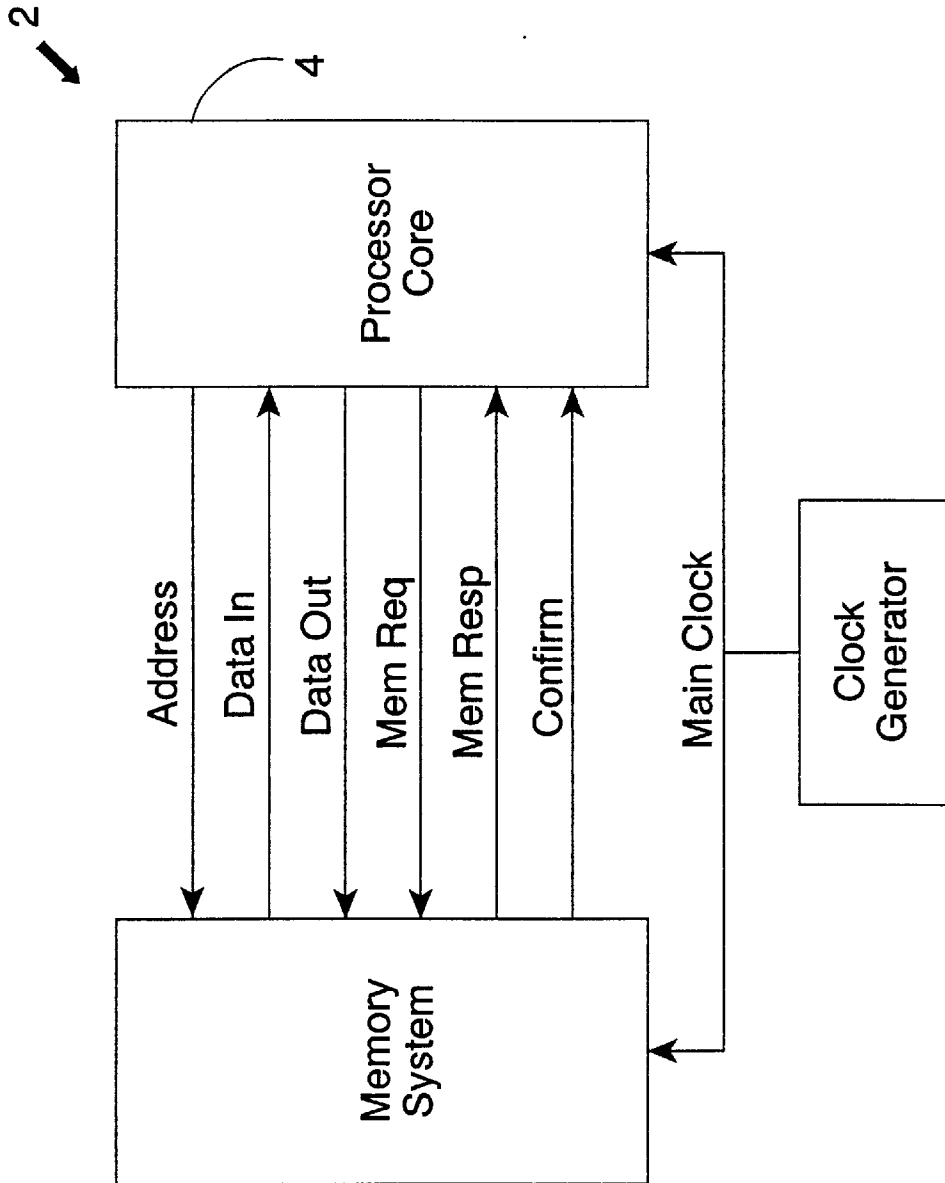 2
4
Memory
System
Processor
Core
Address
Data In
Data Out
Mem Req
Mem Resp
Confirm
Main Clock
Clock
Generator